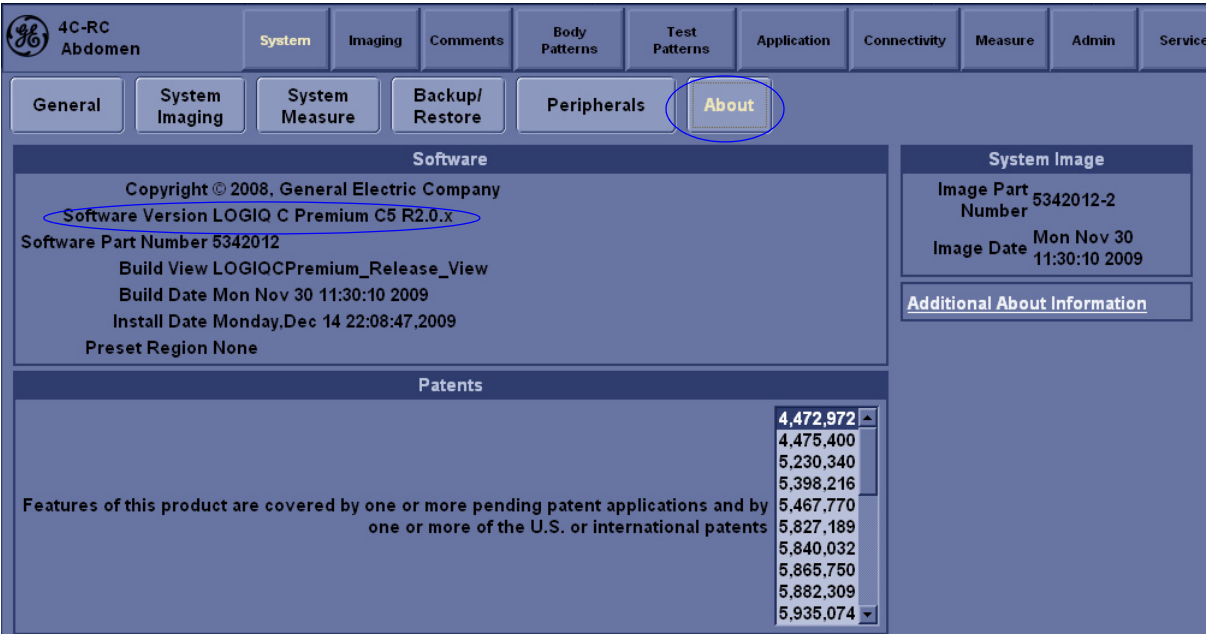 4C-RC
Abdomen
System
Imaging
Comments
Body
Patterns
Test
Patterns
Application
Connectivity
Measure
Admin
Service
General
System
Imaging
System
Measure
Backup/
Restore
Peripherals
About
Software
Copyright © 2008, General Electric Company
Software Version LOGIQ C Premium C5 R2.0.x
Software Part Number 5342012
Build View LOGIQCPremium_Release_View
Build Date Mon Nov 30 11:30:10 2009
Install Date Monday,Dec 14 22:08:47,2009
Preset Region None
System Image
Image Part Number 5342012-2
Image Date Mon Nov 30 11:30:10 2009
Additional About Information
Patents
Features of this product are covered by one or more pending patent applications and by
one or more of the U.S. or international patents
4,472,972
4,475,400
5,230,340
5,398,216
5,467,770
5,827,189
5,840,032
5,865,750
5,882,309
5,935,074